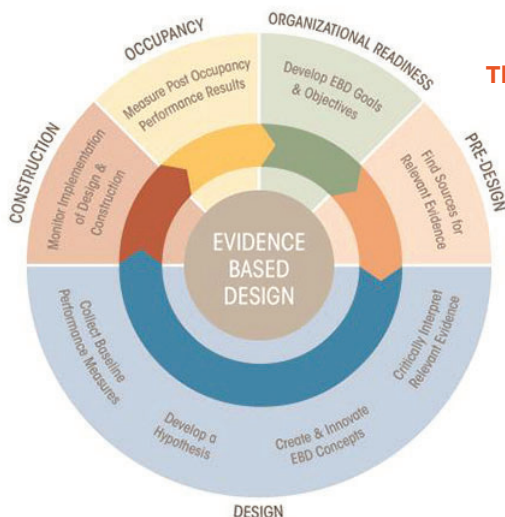 ORGANIZATIONAL READINESS
Develop EBD Goals
& Objectives
PRE-DESIGN
Find Sources for
Relevant Evidence
DESIGN
Critically Interpret
Relevant Evidence
Create & Innovate
EBD Concepts
Develop a
Hypothesis
Collect Baseline
Performance Measures
CONSTRUCTION
Monitor Implementation
of Design &
Construction
OCCUPANCY
Measure Post Occupancy
Performance Results
EVIDENCE
BASED
DESIGN